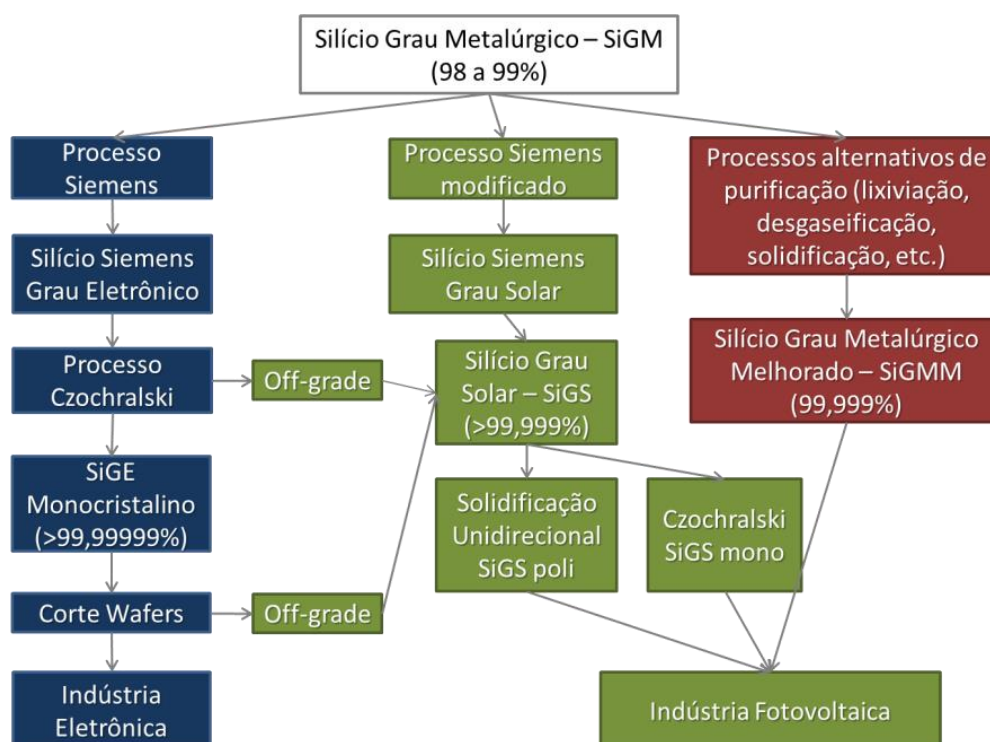 Silício Grau Metalúrgico – SiGM
(98 a 99%)
Processo
Siemens
Silício Siemens
Grau Eletrônico
Processo
Czochralski
SiGE
Monocristalino
(>99,99999%)
Corte Wafers
Indústria
Eletrônica
Off-grade
Off-grade
Processo Siemens
modificado
Silício Siemens
Grau Solar
Silício Grau
Solar – SiGS
(>99,999%)
Solidificação
Unidirecional
SiGS poli
Czochralski
SiGS mono
Processos alternativos de
purificação (lixiviação,
desgaseificação,
solidificação, etc.)
Silício Grau Metalúrgico
Melhorado – SiGMM
(99,999%)
Indústria Fotovoltaica